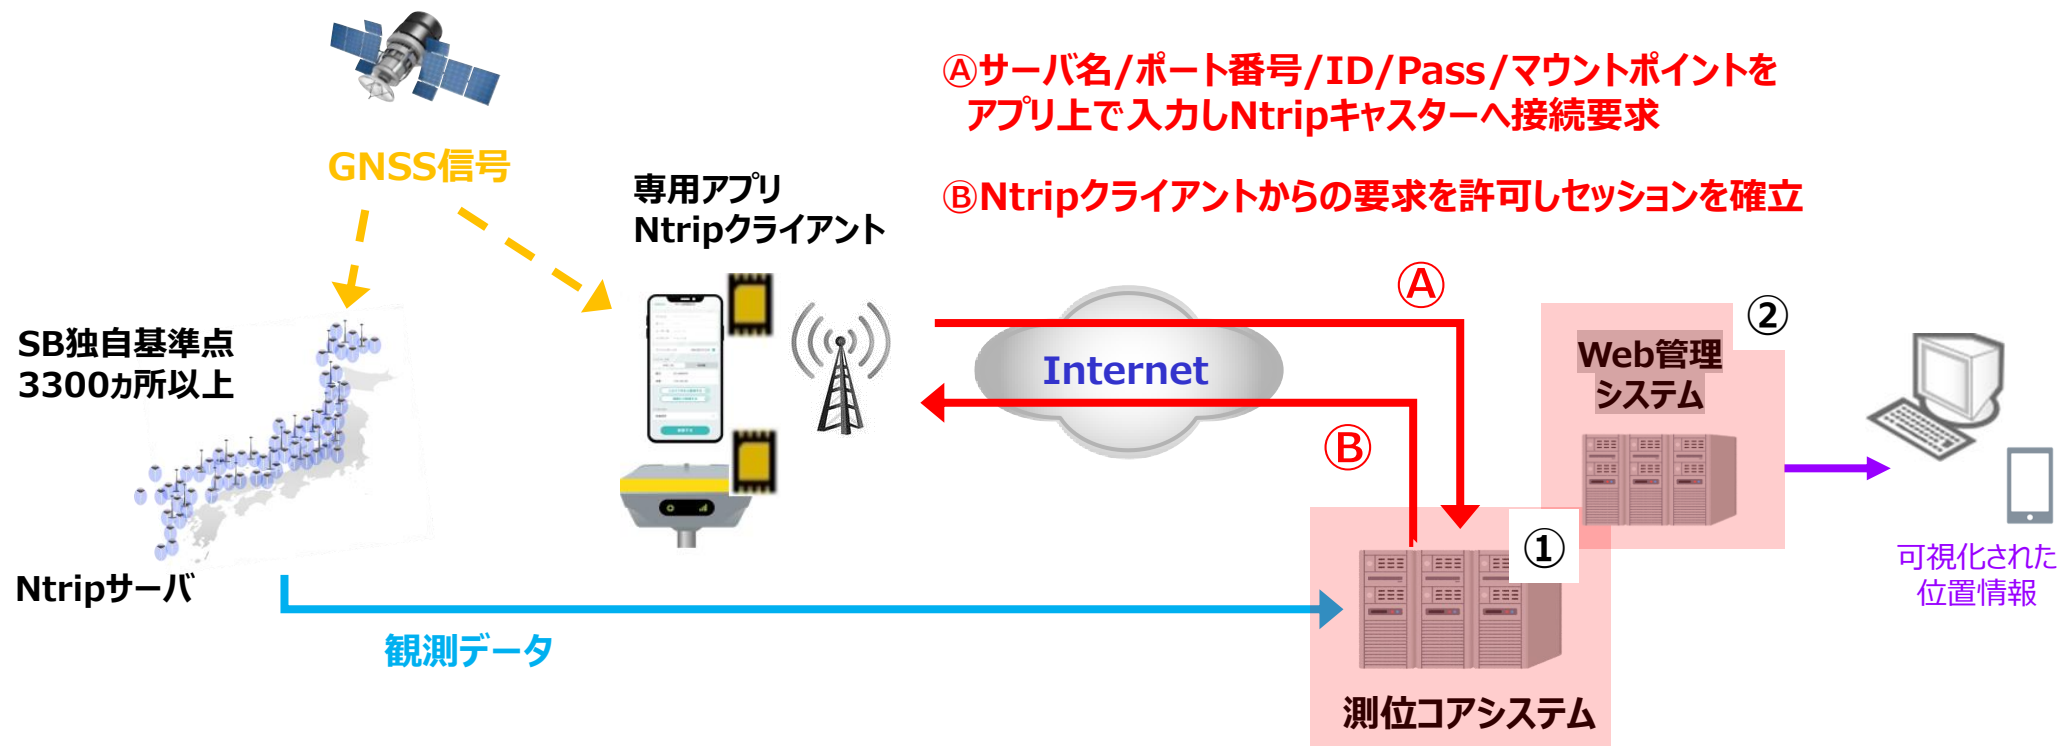 Ⓐサーバ名/ポート番号/ID/Pass/マウントポイントを
アプリ上で入力しNtripキャスターへ接続要求
ⒷNtripクライアントからの要求を許可しセッションを確立
GNSS信号
専用アプリ
Ntripクライアント
SB独自基準点
3300ヵ所以上
Ntripサーバ
観測データ
Internet
Ⓐ
Ⓑ
②
Web管理
システム
①
測位コアシステム
可視化された
位置情報